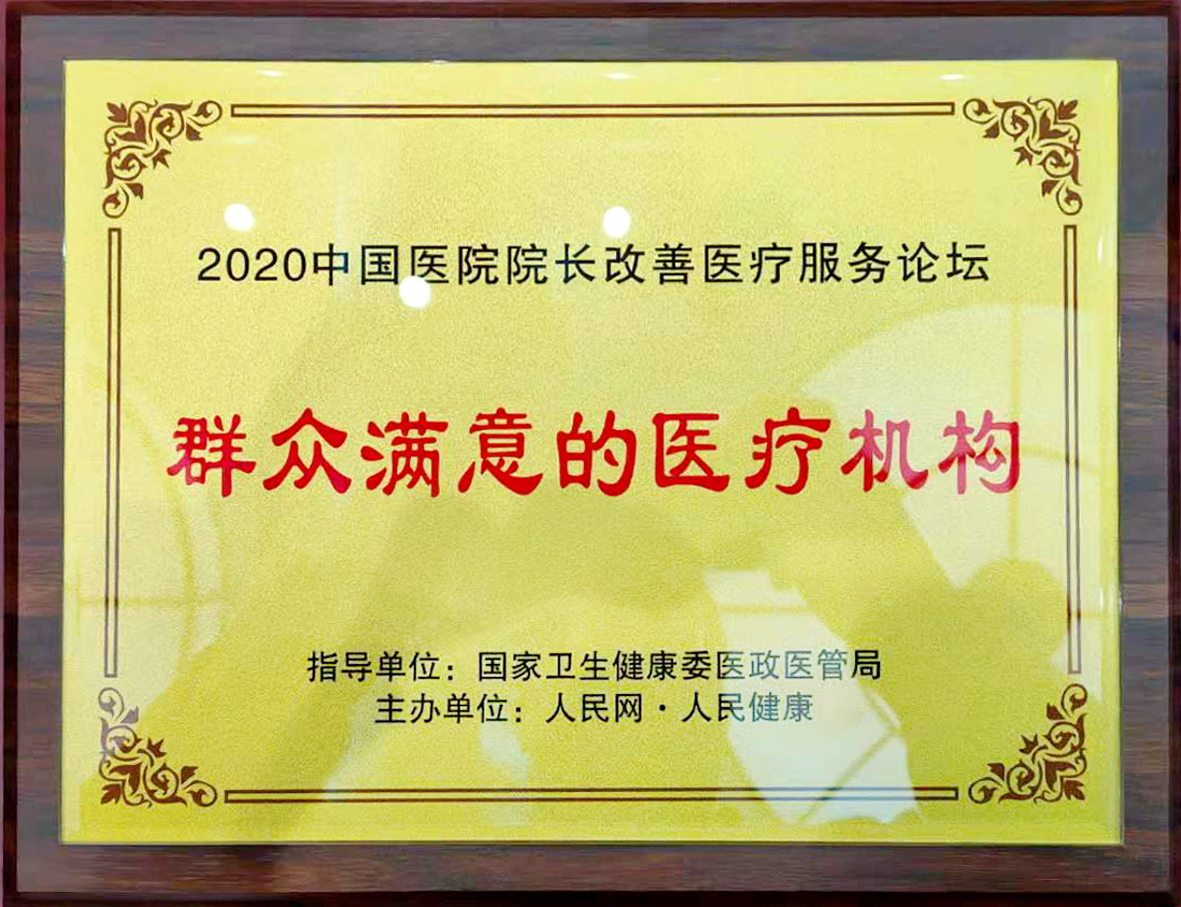 2020中国医院院长改善医疗服务论坛
群众满意的医疗机构
指导单位：国家卫生健康委医政医管局
主办单位：人民网·人民健康